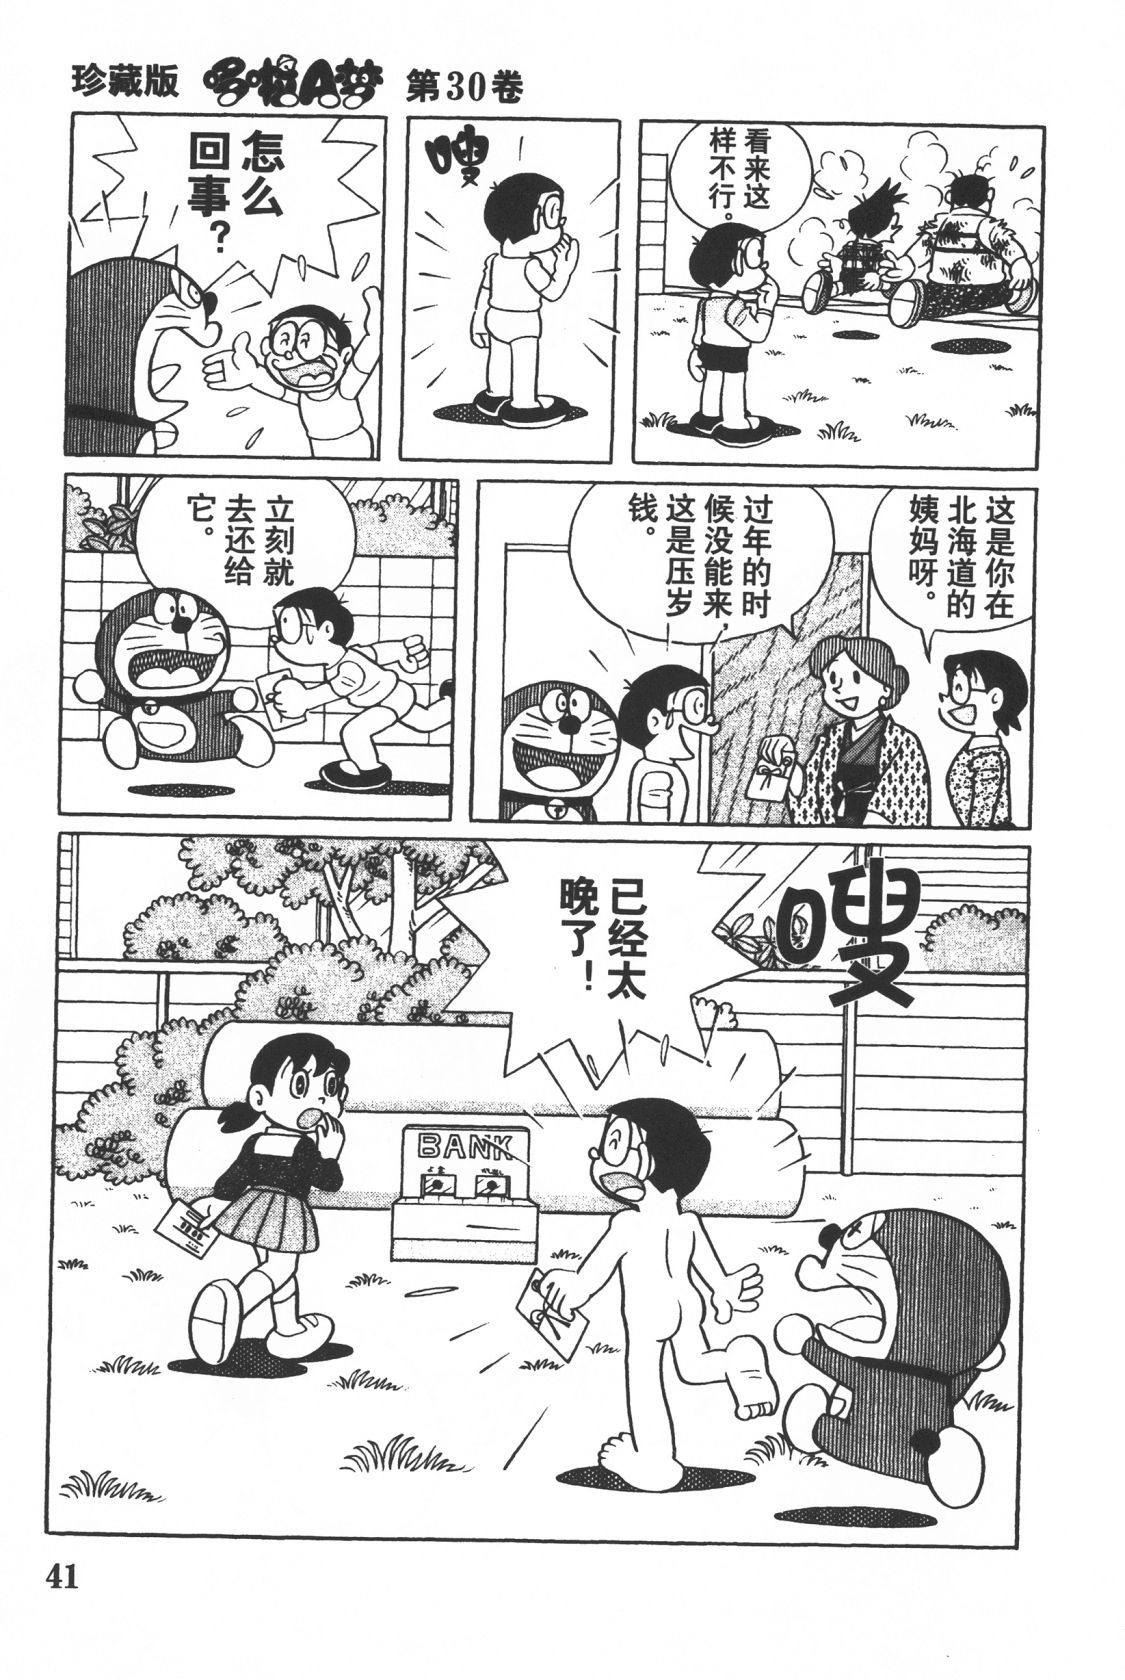 珍藏版 哆啦A梦 第30卷
看来这
样不行。
嗖
怎么
回事？
这是你在
北海道的
姨妈呀。
过年的时
候没能来，
这是压岁
钱。
立刻就
去还给
它。
嗖
已经太
晚了！
BANK
41